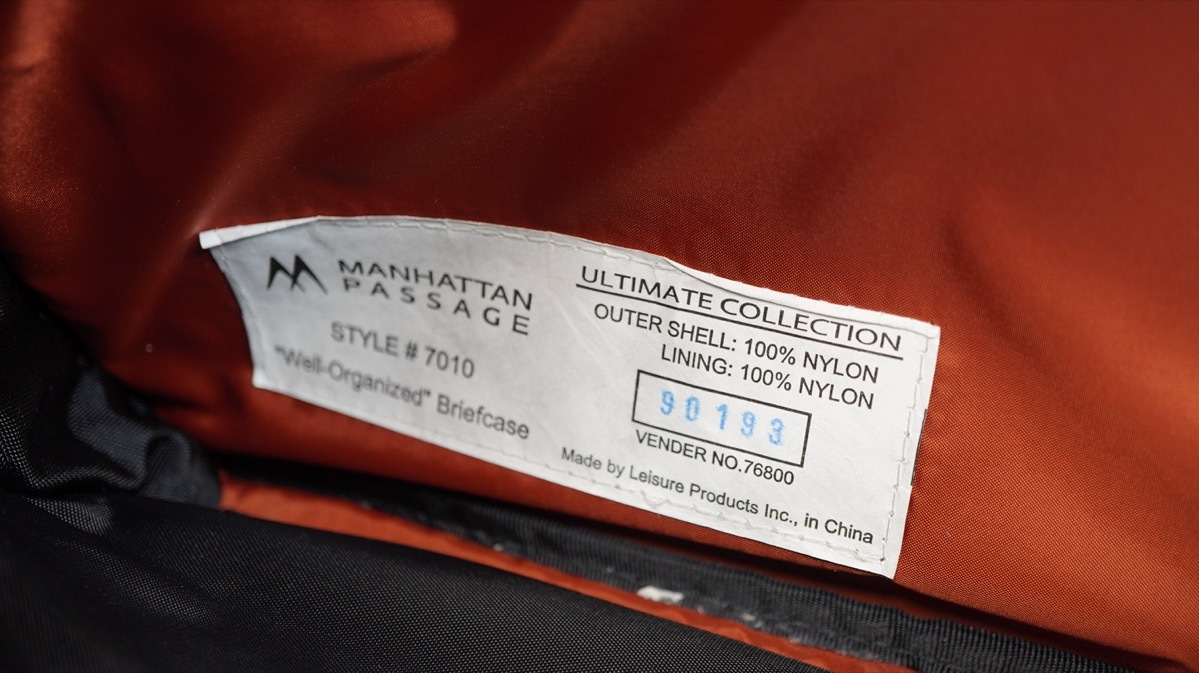 MANHATTAN
PASSAGE
STYLE # 7010
"Well-Organized" Briefcase
ULTIMATE COLLECTION
OUTER SHELL: 100% NYLON
LINING: 100% NYLON
90193
VENDER NO.76800
Made by Leisure Products Inc., in China